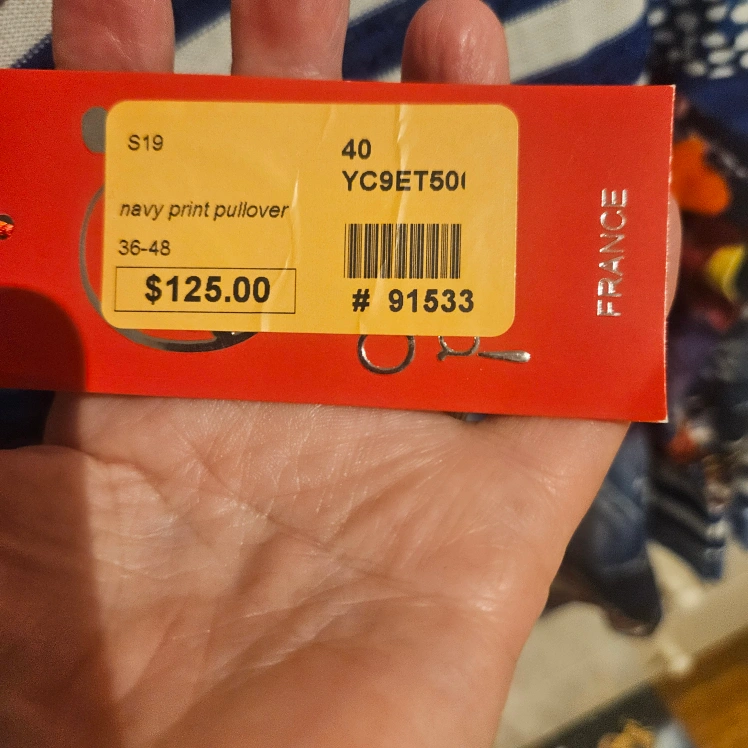 S19
40
YC9ET50
navy print pullover
36-48
$125.00
# 91533
FRANCE